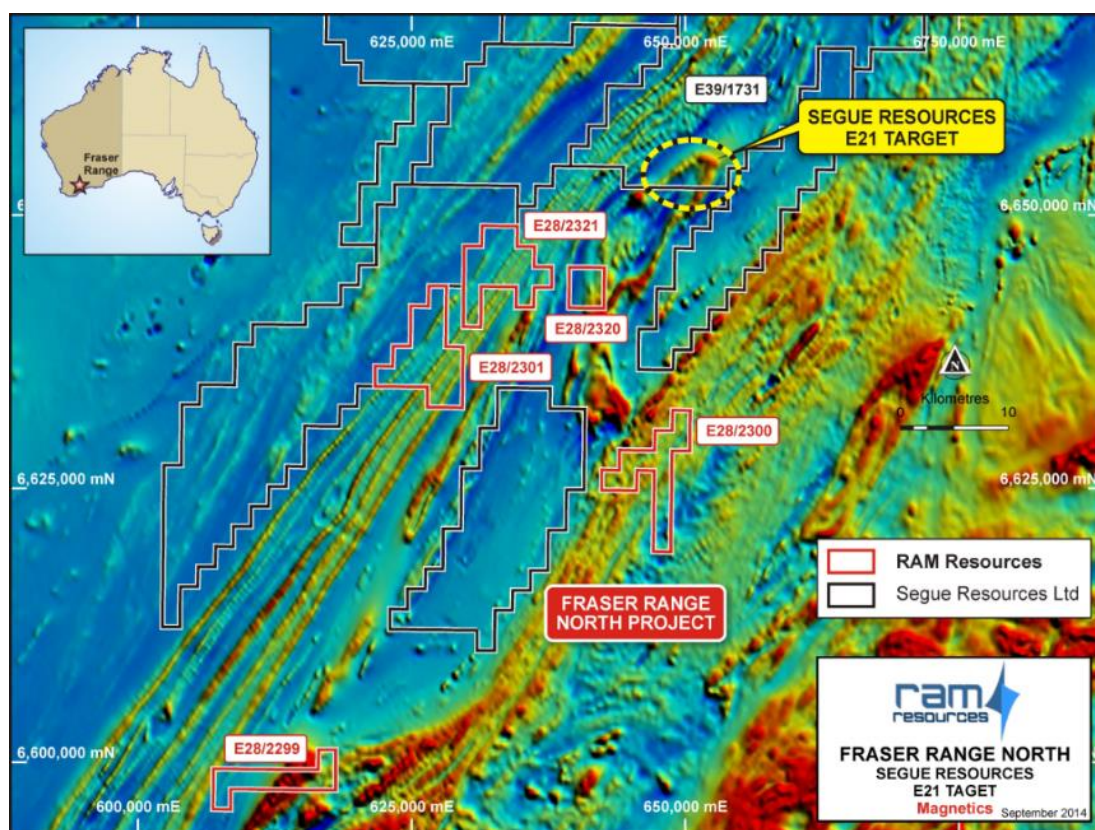 625,000 mE
650,000 mE
6750,000 mE
E39/1731
SEGUE RESOURCES
E21 TARGET
Fraser
Range
6,650,000 mN
E28/2321
E28/2320
E28/2301
N
Kilometres
0
10
E28/2300
6,625,000 mN
6,625,000 mN
RAM Resources
Segue Resources Ltd
FRASER RANGE
NORTH PROJECT
ram
resources
FRASER RANGE NORTH
SEGUE RESOURCES
E21 TAGET
Magnetics
September 2014
6,600,000 mN
E28/2299
600,000 mE
625,000 mE
650,000 mE